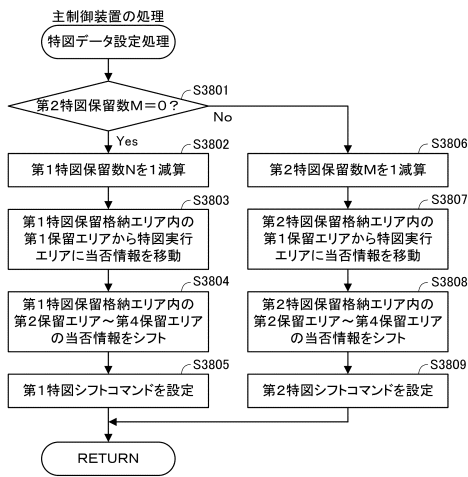 主制御装置の処理
特図データ設定処理
S3801
第2特図保留数M＝0？
No
Yes
S3802
第1特図保留数Nを1減算
S3803
第1特図保留格納エリア内の
第1保留エリアから特図実行
エリアに当否情報を移動
S3804
第1特図保留格納エリア内の
第2保留エリア～第4保留エリア
の当否情報をシフト
S3805
第1特図シフトコマンドを設定
S3806
第2特図保留数Mを1減算
S3807
第2特図保留格納エリア内の
第1保留エリアから特図実行
エリアに当否情報を移動
S3808
第2特図保留格納エリア内の
第2保留エリア～第4保留エリア
の当否情報をシフト
S3809
第2特図シフトコマンドを設定
RETURN